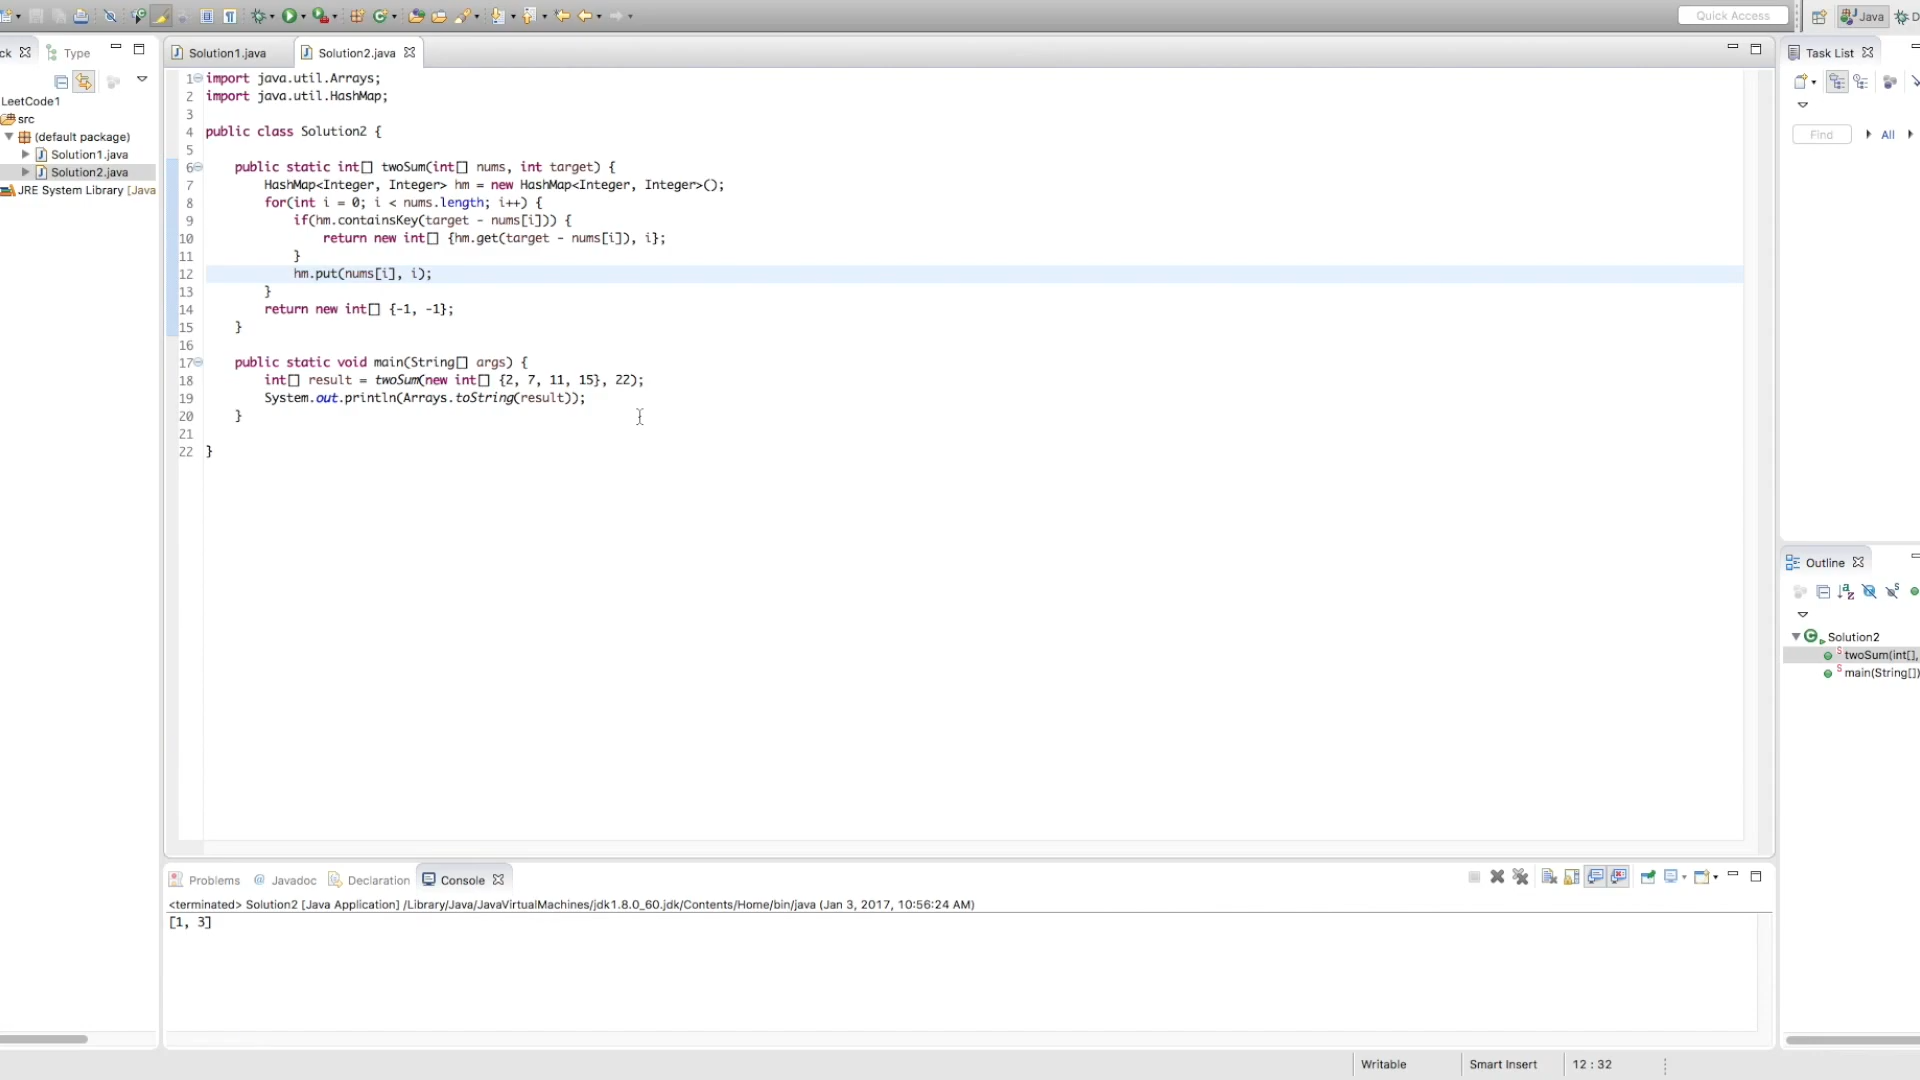 Quick Access
Java
D
ck
Type
Solution1.java
Solution2.java
Task List
LeetCode1
src
(default package)
Solution1.java
Solution2.java
JRE System Library [Java
Find
All
1 import java.util.Arrays;
2 import java.util.HashMap;
3
4 public class Solution2 {
5
6 public static int[] twoSum(int[] nums, int target) {
7 HashMap<Integer, Integer> hm = new HashMap<Integer, Integer>();
8 for(int i = 0; i < nums.length; i++) {
9 if(hm.containsKey(target - nums[i])) {
10 return new int[] {hm.get(target - nums[i]), i};
11 }
12 hm.put(nums[i], i);
13 }
14 return new int[] {-1, -1};
15 }
16
17 public static void main(String[] args) {
18 int[] result = twoSum(new int[] {2, 7, 11, 15}, 22);
19 System.out.println(Arrays.toString(result));
20 }
21
22 }
Outline
Solution2
twoSum(int[],
main(String[])
Problems
@ Javadoc
Declaration
Console
<terminated> Solution2 [Java Application] /Library/Java/JavaVirtualMachines/jdk1.8.0_60.jdk/Contents/Home/bin/java (Jan 3, 2017, 10:56:24 AM)
[1, 3]
Writable
Smart Insert
12 : 32